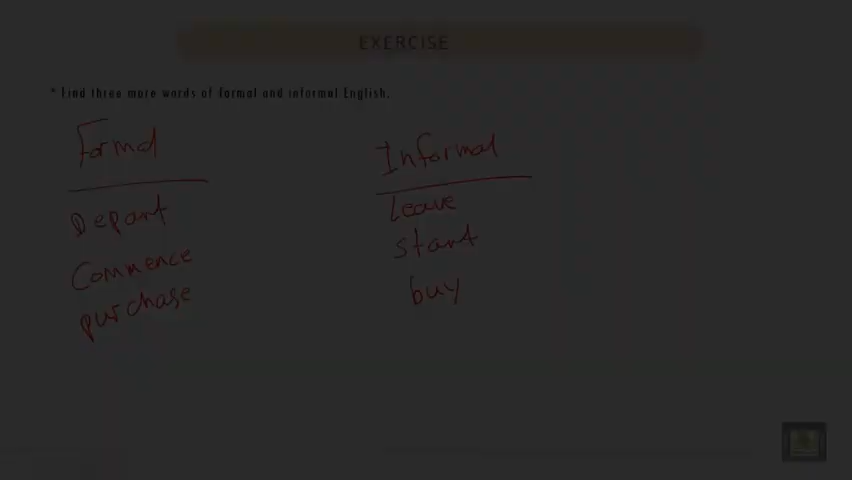 EXERCISE
* Find three more words of formal and informal English.
Formal Informal
Depart Leave
Commence start
purchase buy